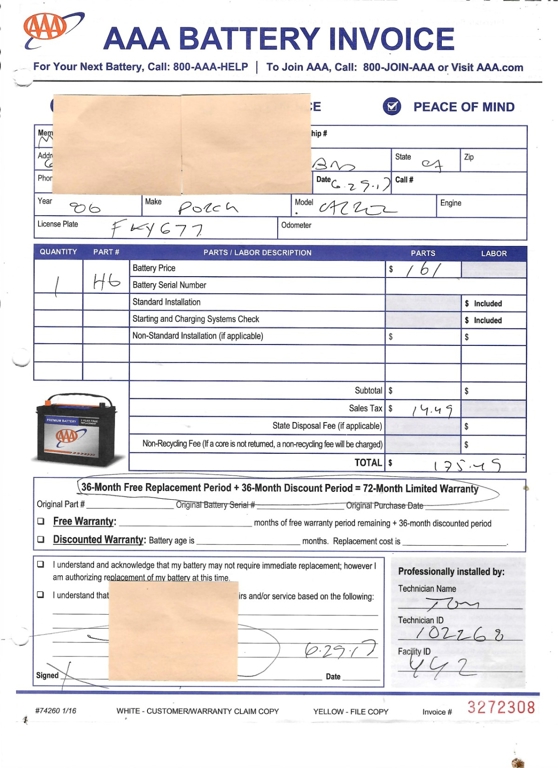 AAA
AAA BATTERY INVOICE
For Your Next Battery, Call: 800-AAA-HELP | To Join AAA, Call: 800-JOIN-AAA or Visit AAA.com
CE PEACE OF MIND
Mem hip #
Addr State CA Zip
Phon Date 6.29.17 Call #
Year 06 Make PORCH Model Engine
License Plate FKY677 Odometer
QUANTITY PART # PARTS / LABOR DESCRIPTION PARTS LABOR
1 H6 Battery Price $ 161
Battery Serial Number
Standard Installation $ Included
Starting and Charging Systems Check $ Included
Non-Standard Installation (if applicable) $ $
Subtotal $ $
Sales Tax $ 14.49
State Disposal Fee (if applicable) $
Non-Recycling Fee (If a core is not returned, a non-recycling fee will be charged) $
TOTAL $ 175.49
36-Month Free Replacement Period + 36-Month Discount Period = 72-Month Limited Warranty
Original Part # Original Battery Serial # Original Purchase Date
Free Warranty: months of free warranty period remaining + 36-month discounted period
Discounted Warranty: Battery age is months. Replacement cost is
I understand and acknowledge that my battery may not require immediate replacement; however I
am authorizing replacement of my battery at this time.
I understand that irs and/or service based on the following:
6.29.17
Signed Date
Professionally installed by:
Technician Name
Tom
Technician ID
102268
Facility ID
442
#74260 1/16 WHITE - CUSTOMER/WARRANTY CLAIM COPY YELLOW - FILE COPY Invoice # 3272308